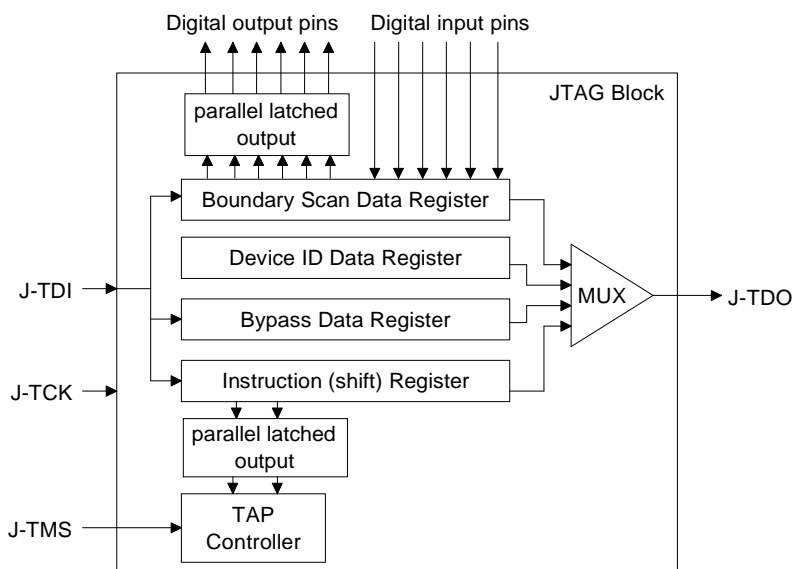 Digital output pins
Digital input pins
JTAG Block
parallel latched
output
Boundary Scan Data Register
Device ID Data Register
J-TDI
MUX
J-TDO
Bypass Data Register
Instruction (shift) Register
J-TCK
parallel latched
output
TAP
Controller
J-TMS